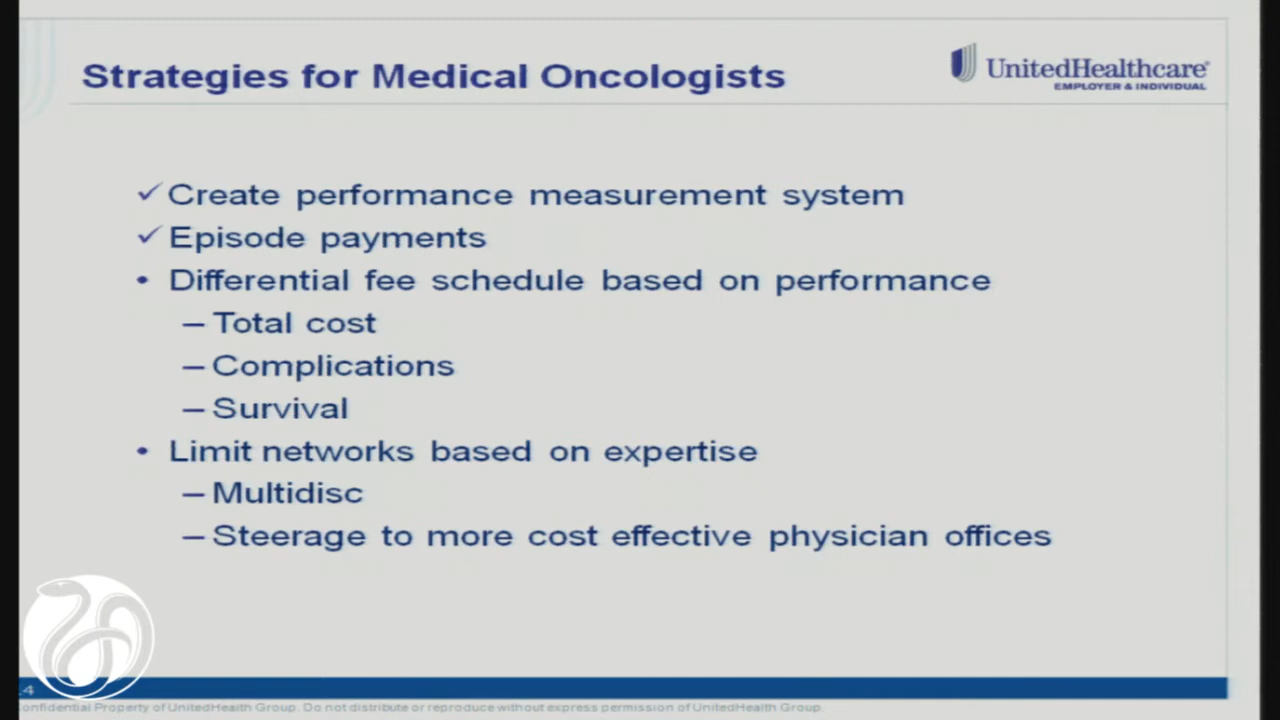 Strategies for Medical Oncologists
UnitedHealthcare®
EMPLOYER & INDIVIDUAL
✓ Create performance measurement system
✓ Episode payments
• Differential fee schedule based on performance
– Total cost
– Complications
– Survival
• Limit networks based on expertise
– Multidisc
– Steerage to more cost effective physician offices
4
onfidential Property of UnitedHealth Group. Do not distribute or reproduce without express permission of UnitedHealth Group.